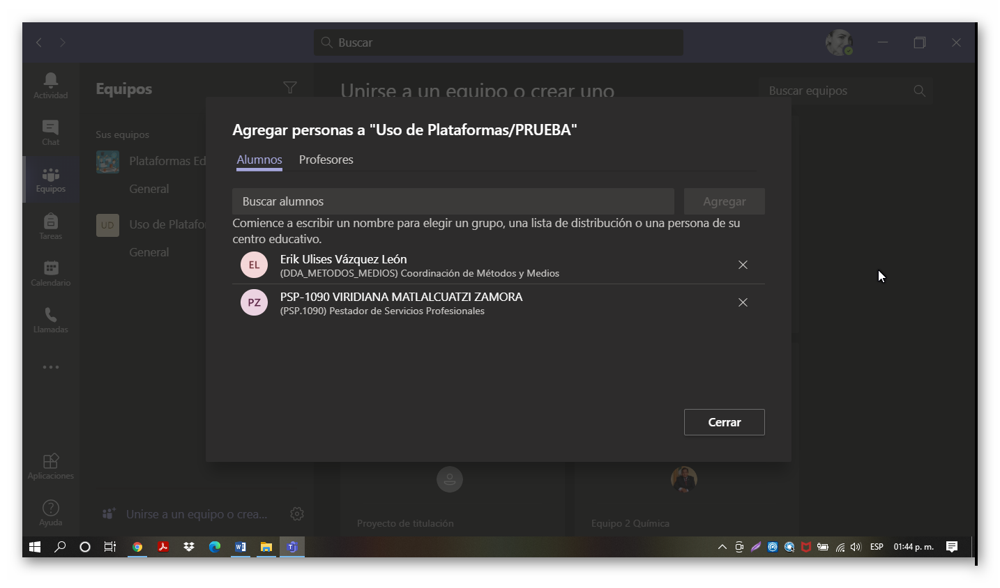 Buscar
Actividad
Chat
Equipos
Tareas
Calendario
Llamadas
Aplicaciones
Ayuda
Equipos
Sus equipos
Plataformas Ed
General
UD
Uso de Platafo
General
Unirse a un equipo o crea...
Unirse a un equipo o crear uno
Buscar equipos
Agregar personas a "Uso de Plataformas/PRUEBA"
Alumnos Profesores
Buscar alumnos
Agregar
Comience a escribir un nombre para elegir un grupo, una lista de distribución o una persona de su
centro educativo.
EL
Erik Ulises Vázquez León
(DDA_METODOS_MEDIOS) Coordinación de Métodos y Medios
PZ
PSP-1090 VIRIDIANA MATLALCUATZI ZAMORA
(PSP.1090) Pestador de Servicios Profesionales
Cerrar
Proyecto de titulación
Equipo 2 Química
ESP 01:44 p. m.